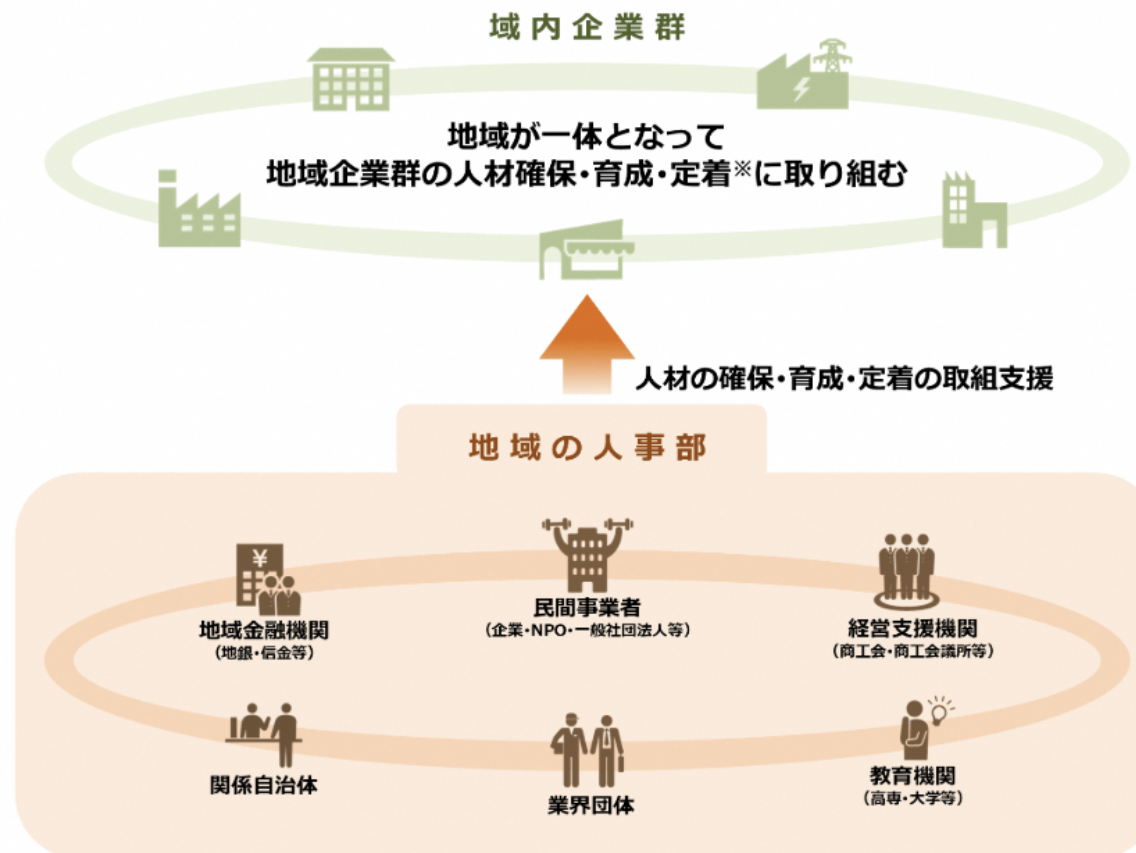 域内企業群
地域が一体となって
地域企業群の人材確保・育成・定着※に取り組む
人材の確保・育成・定着の取組支援
地域の人事部
¥
民間事業者
(企業・NPO・一般社団法人等)
地域金融機関
(地銀・信金等)
経営支援機関
(商工会・商工会議所等)
関係自治体
業界団体
教育機関
(高専・大学等)